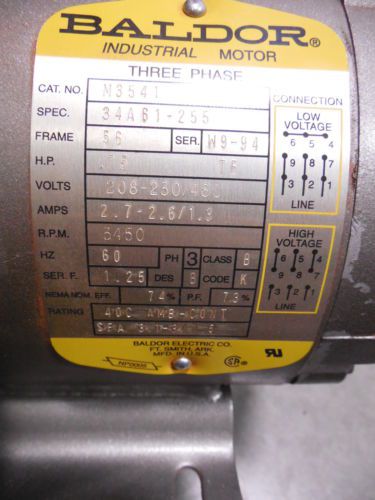 BALDOR®
INDUSTRIAL MOTOR
THREE PHASE
CAT. NO. M3541
SPEC. 34A61-255
FRAME 56 SER. W9-94
H.P. TF
VOLTS 208-230/460
AMPS 2.7-2.6/1.3
R.P.M. 3450
HZ 60 PH 3 CLASS B
SER. F. 1.25 DES B CODE K
NEMA NOM. EFF. 74% P.F. 73%
RATING 40C AMB-CONT
SFA
BALDOR ELECTRIC CO.
FT. SMITH, ARK.
MFD. IN U.S.A.
NP0008
CONNECTION
LOW
VOLTAGE
6 5 4
9 8 7
3 2 1
LINE
HIGH
VOLTAGE
6 5 4
9 8 7
3 2 1
LINE